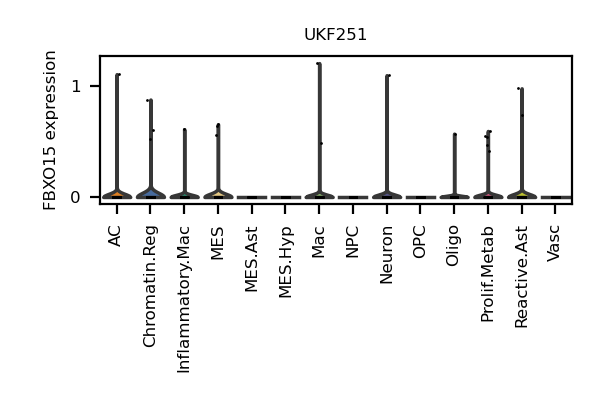 UKF251
FBXO15 expression
1
0
AC
Chromatin.Reg
Inflammatory.Mac
MES
MES.Ast
MES.Hyp
Mac
NPC
Neuron
OPC
Oligo
Prolif.Metab
Reactive.Ast
Vasc